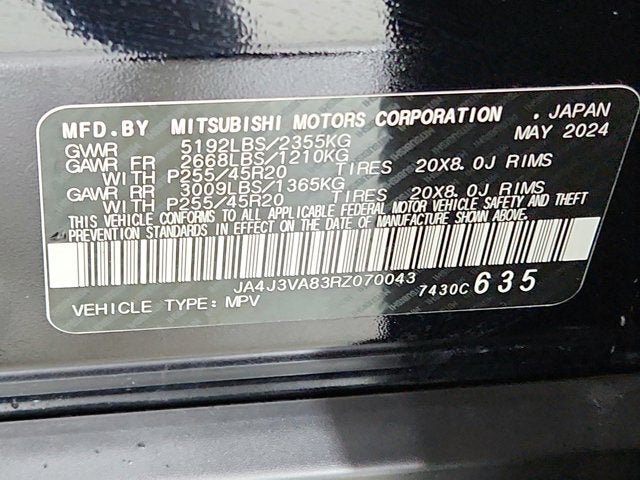 MFD.BY MITSUBISHI MOTORS CORPORATION . JAPAN
MAY 2024
GVWR 5192LBS/2355KG
GAWR FR 2668LBS/1210KG
WITH P255/45R20 TIRES 20X8.0J RIMS
GAWR RR 3009LBS/1365KG
WITH P255/45R20 TIRES 20X8.0J RIMS
THIS VEHICLE CONFORMS TO ALL APPLICABLE FEDERAL MOTOR VEHICLE SAFETY AND THEFT
PREVENTION STANDARDS IN EFFECT ON THE DATE OF MANUFACTURE SHOWN ABOVE.
JA4J3VA83RZ070043 7430C 635
VEHICLE TYPE: MPV